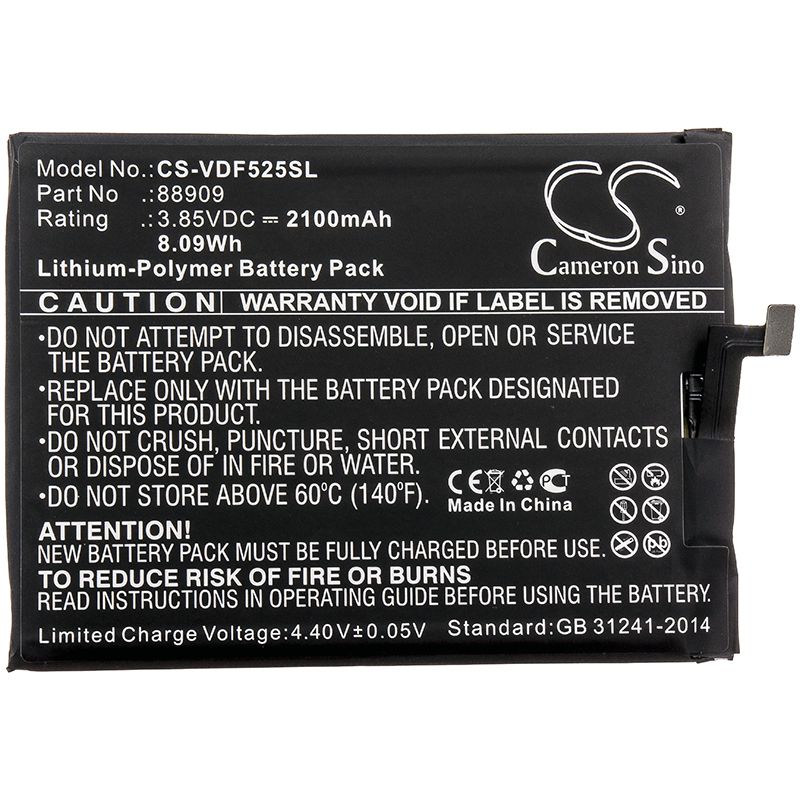 Model No.: CS-VDF525SL
Part No : 88909
Rating : 3.85VDC ⎓ 2100mAh
8.09Wh
Lithium-Polymer Battery Pack
CS
®
Cameron Sino
CAUTION WARRANTY VOID IF LABEL IS REMOVED
•DO NOT ATTEMPT TO DISASSEMBLE, OPEN OR SERVICE
THE BATTERY PACK.
•REPLACE ONLY WITH THE BATTERY PACK DESIGNATED
FOR THIS PRODUCT.
•DO NOT CRUSH, PUNCTURE, SHORT EXTERNAL CONTACTS
OR DISPOSE OF IN FIRE OR WATER.
•DO NOT STORE ABOVE 60°C (140°F).
CE
Made In China
Pb
ATTENTION!
NEW BATTERY PACK MUST BE FULLY CHARGED BEFORE USE.
TO REDUCE RISK OF FIRE OR BURNS
READ INSTRUCTIONS IN OPERATING GUIDE BEFORE USING BATTERY PACK.
Limited Charge Voltage:4.40V±0.05V Standard:GB 31241-2014